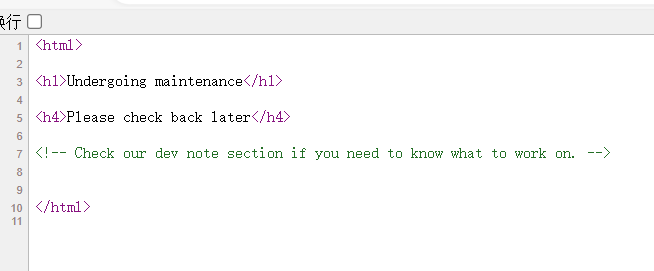 换行
1 <html>
2
3 <h1>Undergoing maintenance</h1>
4
5 <h4>Please check back later</h4>
6
7 <!-- Check our dev note section if you need to know what to work on. -->
8
9
10 </html>
11